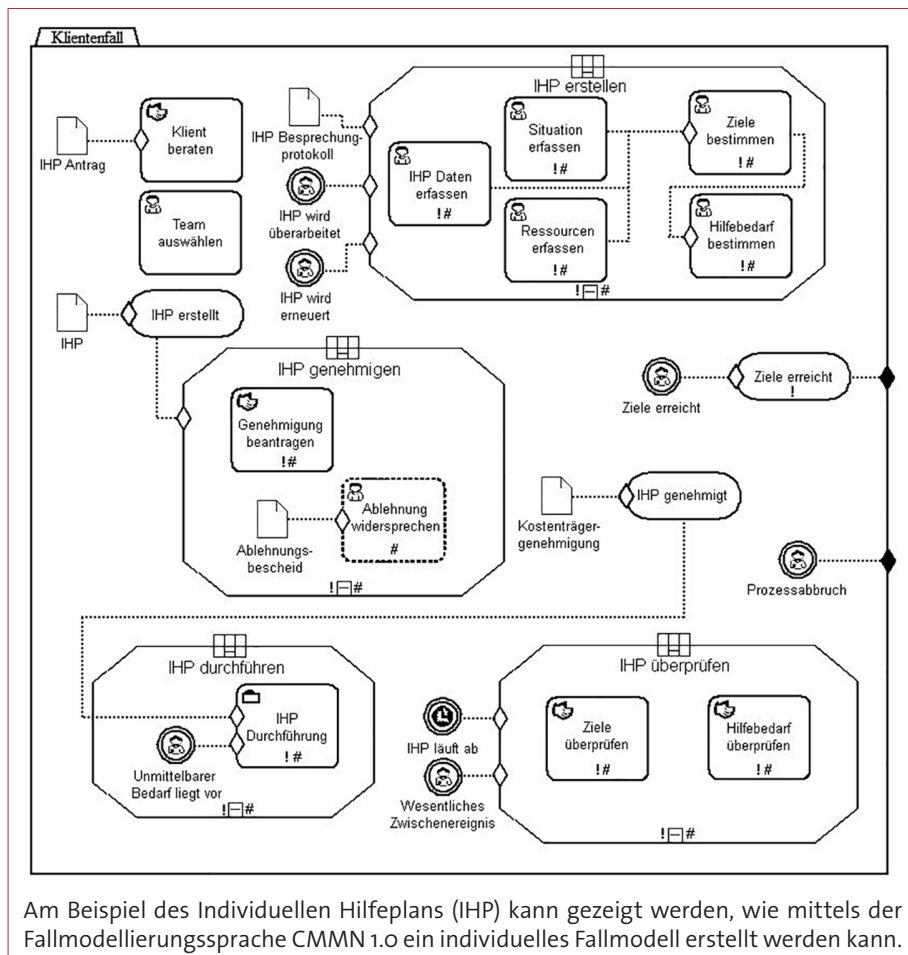 Klientenfall
IHP Antrag
Klient
beraten
Team
auswählen
IHP
IHP erstellt
IHP Besprechung-
protokoll
IHP wird
überarbeitet
IHP wird
erneuert
IHP erstellen
IHP Daten
erfassen
!#
Situation
erfassen
!#
Ressourcen
erfassen
!#
Ziele
bestimmen
!#
Hilfebedarf
bestimmen
!#
! #
IHP genehmigen
Genehmigung
beantragen
!#
Ablehnungs-
bescheid
Ablehnung
widersprechen
#
! #
Ziele erreicht
Ziele erreicht
!
Kostenträger-
genehmigung
IHP genehmigt
Prozessabbruch
IHP durchführen
IHP
Durchführung
!#
Unmittelbarer
Bedarf liegt vor
! #
IHP überprüfen
IHP läuft ab
Wesentliches
Zwischenereignis
Ziele
überprüfen
!#
Hilfebedarf
überprüfen
!#
! #
Am Beispiel des Individuellen Hilfeplans (IHP) kann gezeigt werden, wie mittels der
Fallmodellierungssprache CMMN 1.0 ein individuelles Fallmodell erstellt werden kann.